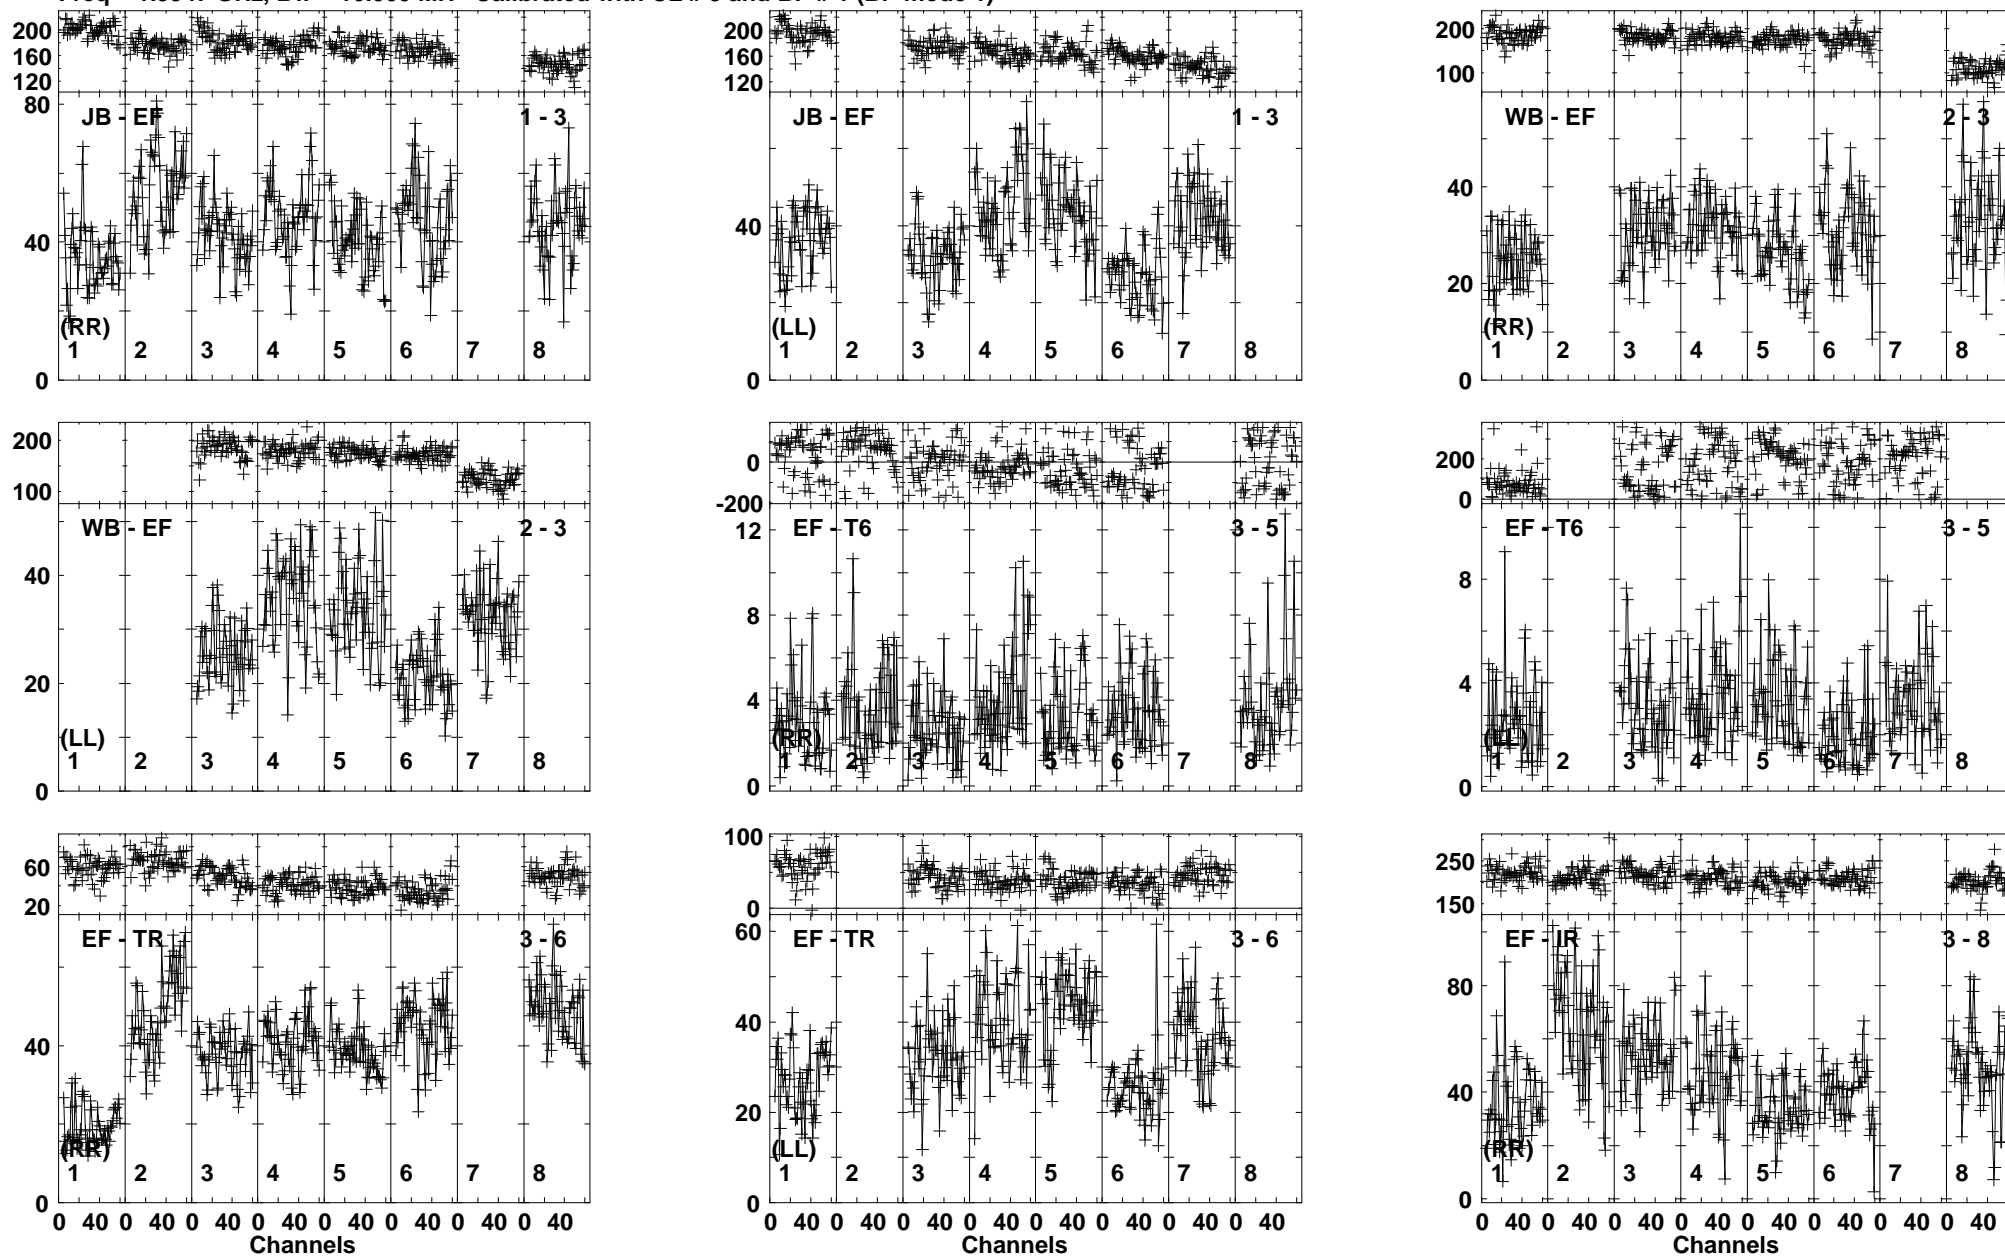 200 160 120 200 160 120 200 100
80 JB - EF 1 - 3 JB - EF 1 - 3 WB - EF 2 - 3
40 40 40
20
(RR) (LL) (RR)
1 2 3 4 5 6 7 8 1 2 3 4 5 6 7 8 1 2 3 4 5 6 7 8
0 0 0
200 100 0 -200 200 0
WB - EF 2 - 3 12 EF - T6 3 - 5 EF - T6 3 - 5
40 8 8
20 4 4
(LL) (RR) (LL)
1 2 3 4 5 6 7 8 1 2 3 4 5 6 7 8 1 2 3 4 5 6 7 8
0 0 0
60 20 100 0 250 150
EF - TR 3 - 6 60 EF - TR 3 - 6 EF - IR 3 - 8
40 40 80
20 40
(RR) (LL) (RR)
1 2 3 4 5 6 7 8 1 2 3 4 5 6 7 8 1 2 3 4 5 6 7 8
0 0 0
0 40 0 40 0 40 0 40 0 40 0 40 0 0 40 0 40 0 40 0 40 0 40 0 40 0 40 0 0 40 0 40 0 40 0 40 0 40 0 40 0 40 0 40
Channels Channels